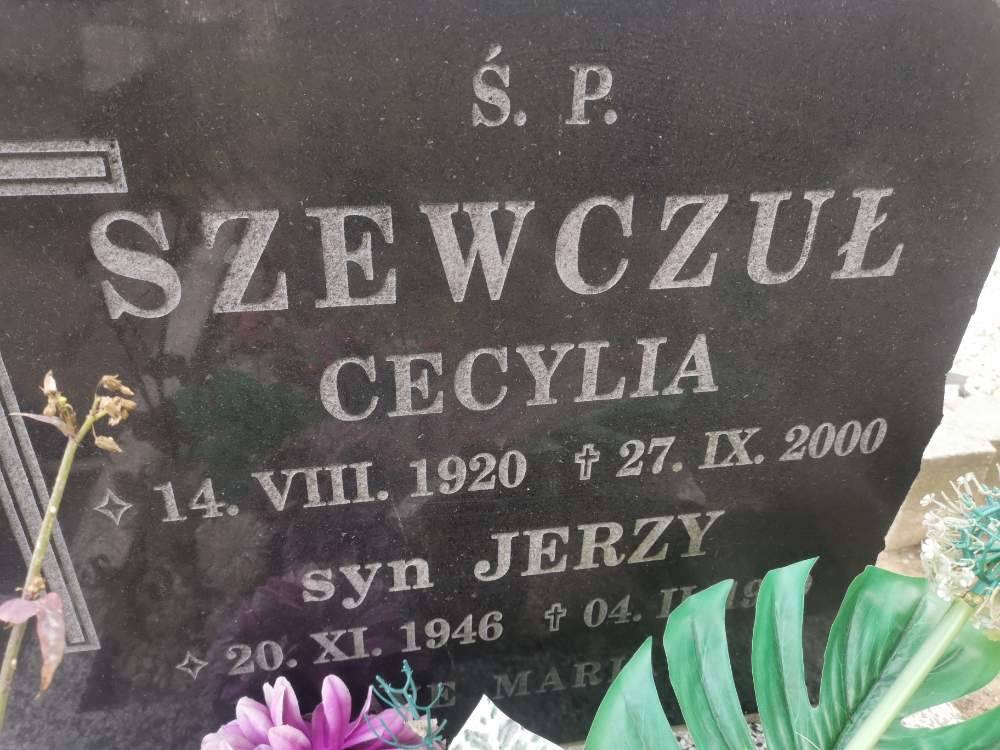 Ś. P.
SZEWCZUŁ
CECYLIA
14. VIII. 1920 ✝ 27. IX. 2000
syn JERZY
20. XI. 1946 ✝ 04.